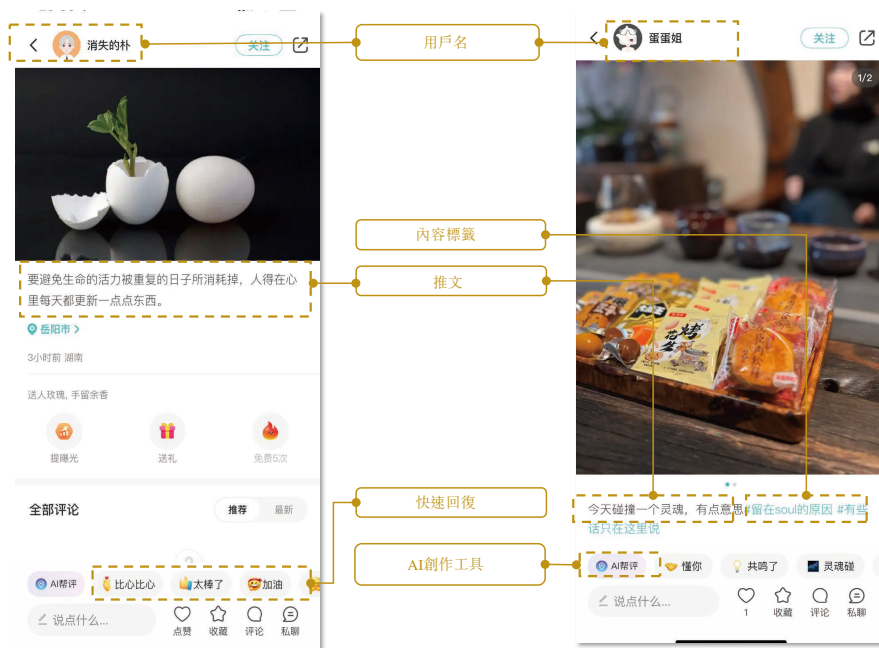 消失的朴
关注
要避免生命的活力被重复的日子所消耗掉，人得在心
里每天都更新一点点东西。
岳阳市
3小时前 湖南
送人玫瑰, 手留余香
提曝光
送礼
免费5次
全部评论
推荐
最新
AI帮评
比心比心
太棒了
加油
说点什么...
点赞
收藏
评论
私聊
用戶名
內容標籤
推文
快速回復
AI創作工具
蛋蛋姐
关注
1/2
烤
花生
今天碰撞一个灵魂，有点意思#留在soul的原因 #有些
话只在这里说
AI帮评
懂你
共鸣了
灵魂碰
说点什么...
1
收藏
评论
私聊